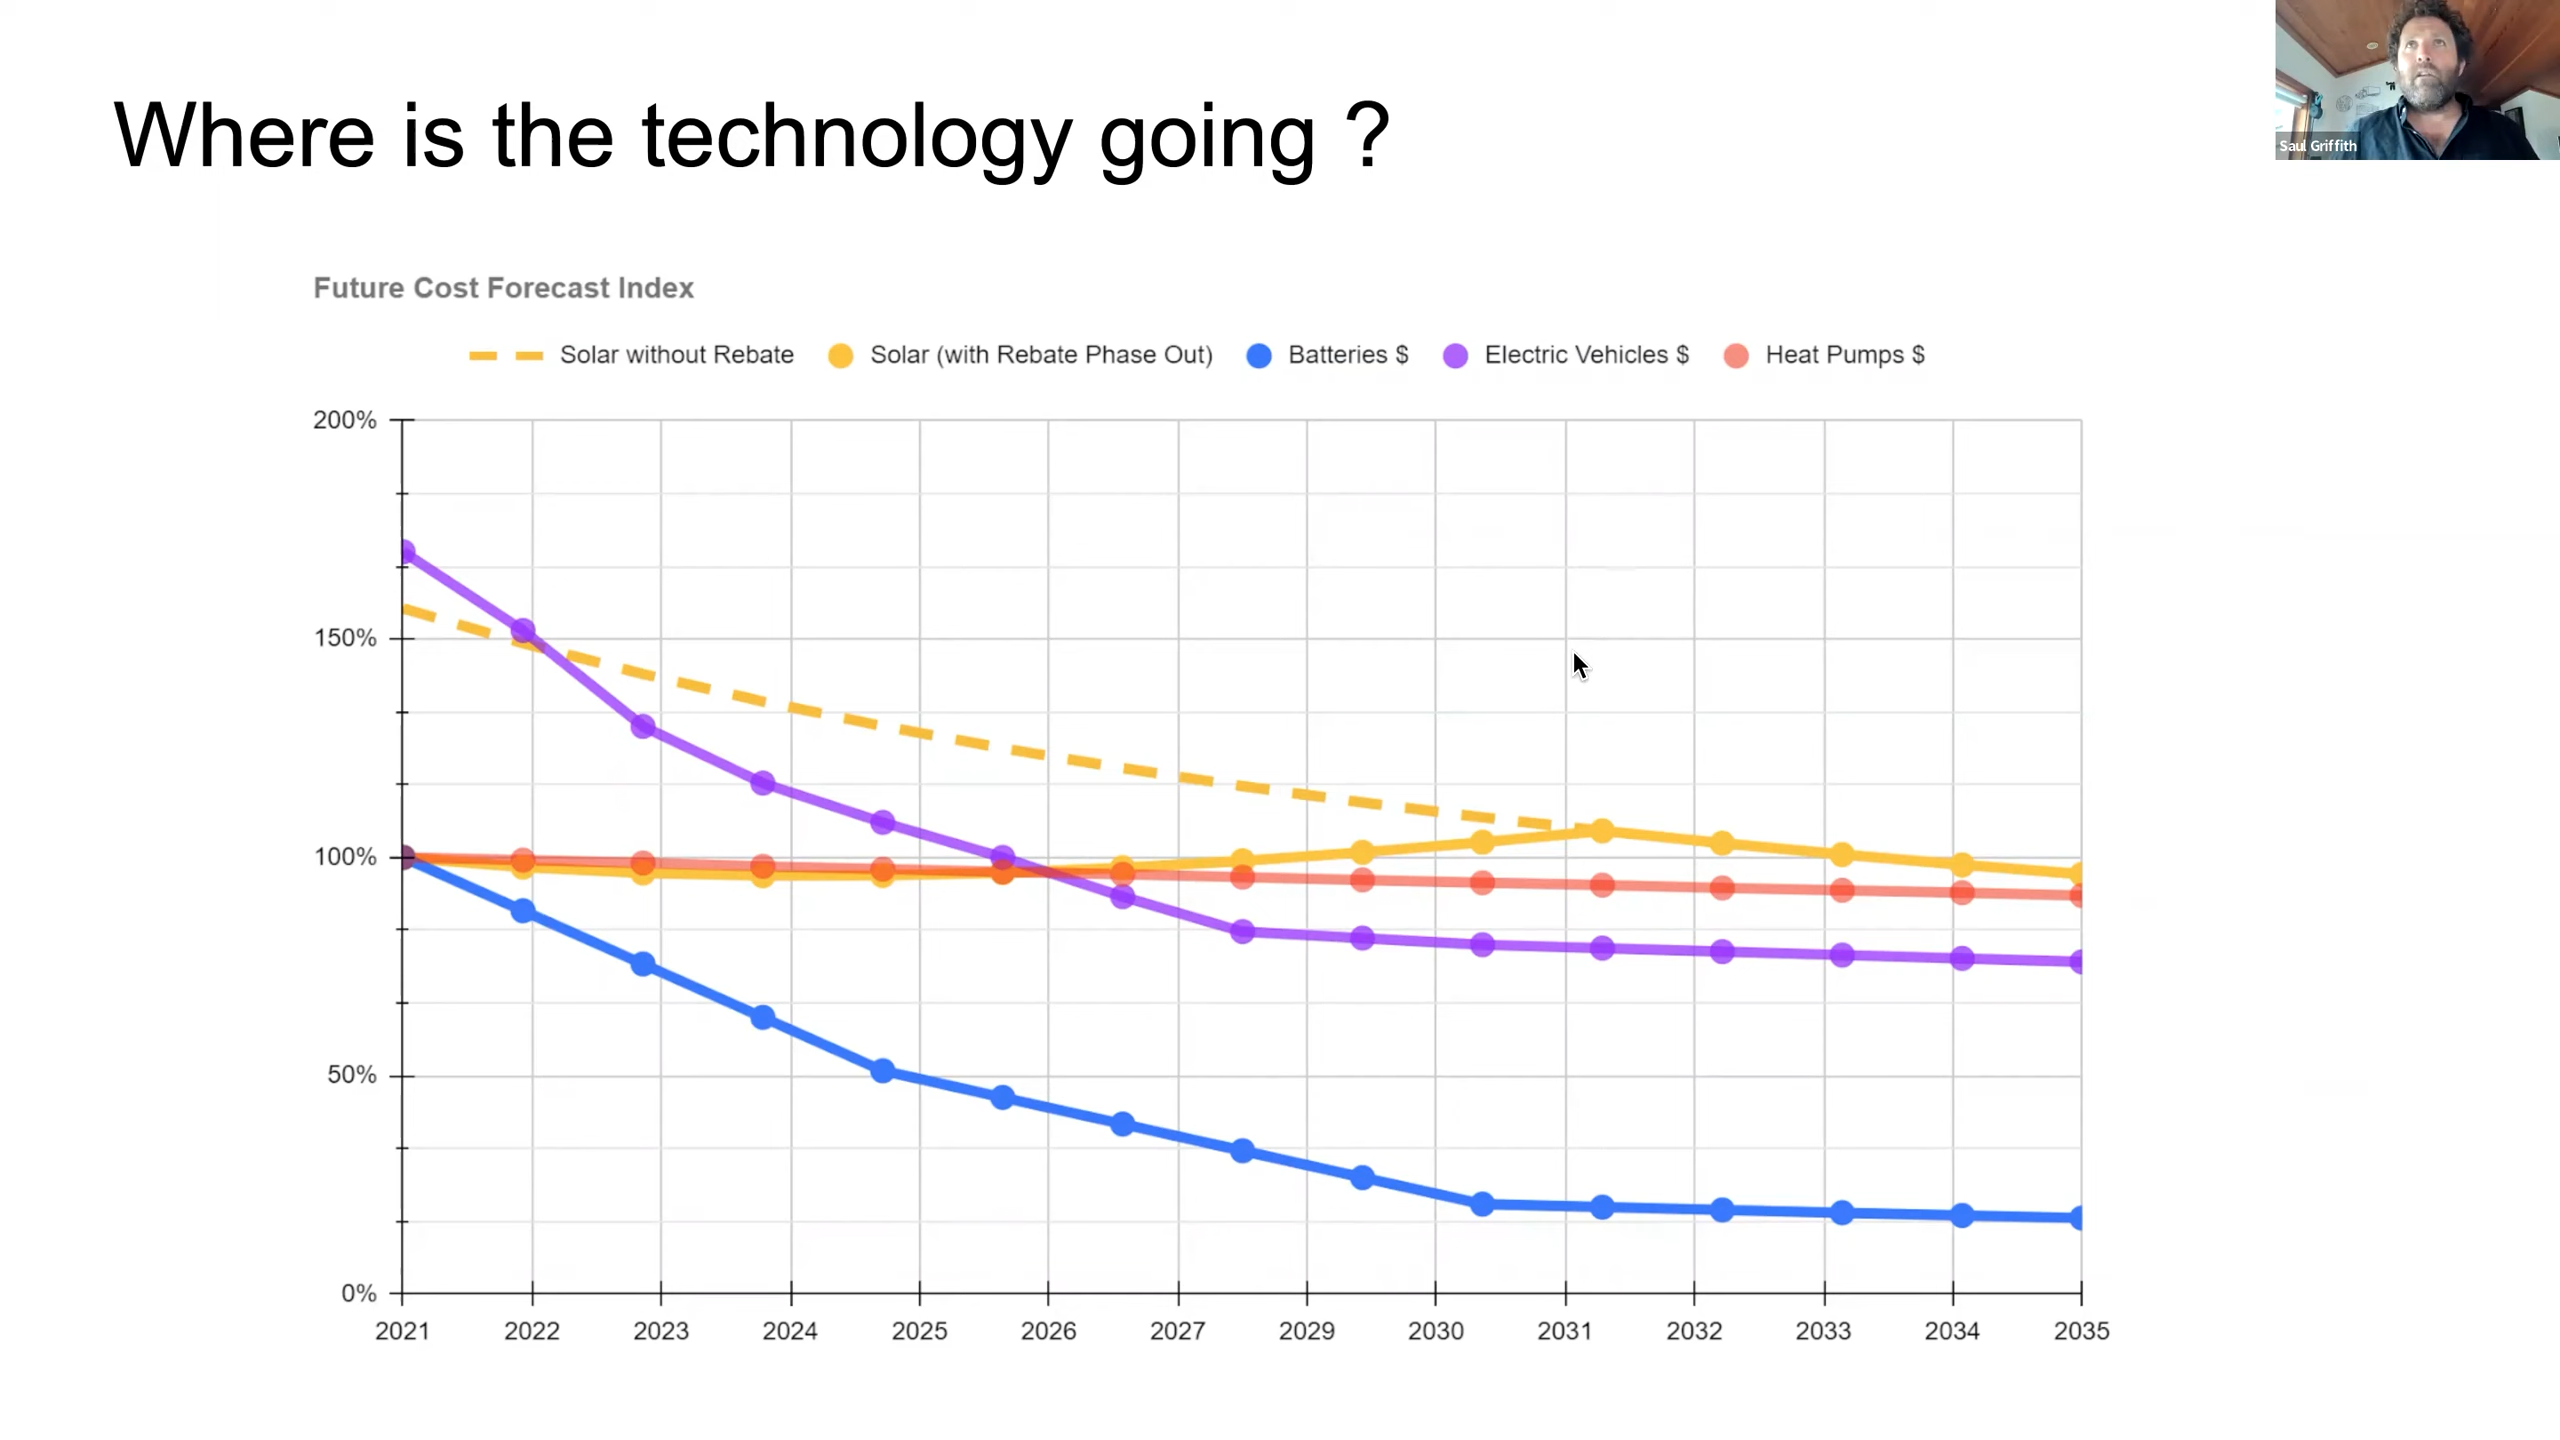 Where is the technology going ?
Saul Griffith
Future Cost Forecast Index
Solar without Rebate Solar (with Rebate Phase Out) Batteries $ Electric Vehicles $ Heat Pumps $
200%
150%
100%
50%
0%
2021 2022 2023 2024 2025 2026 2027 2029 2030 2031 2032 2033 2034 2035